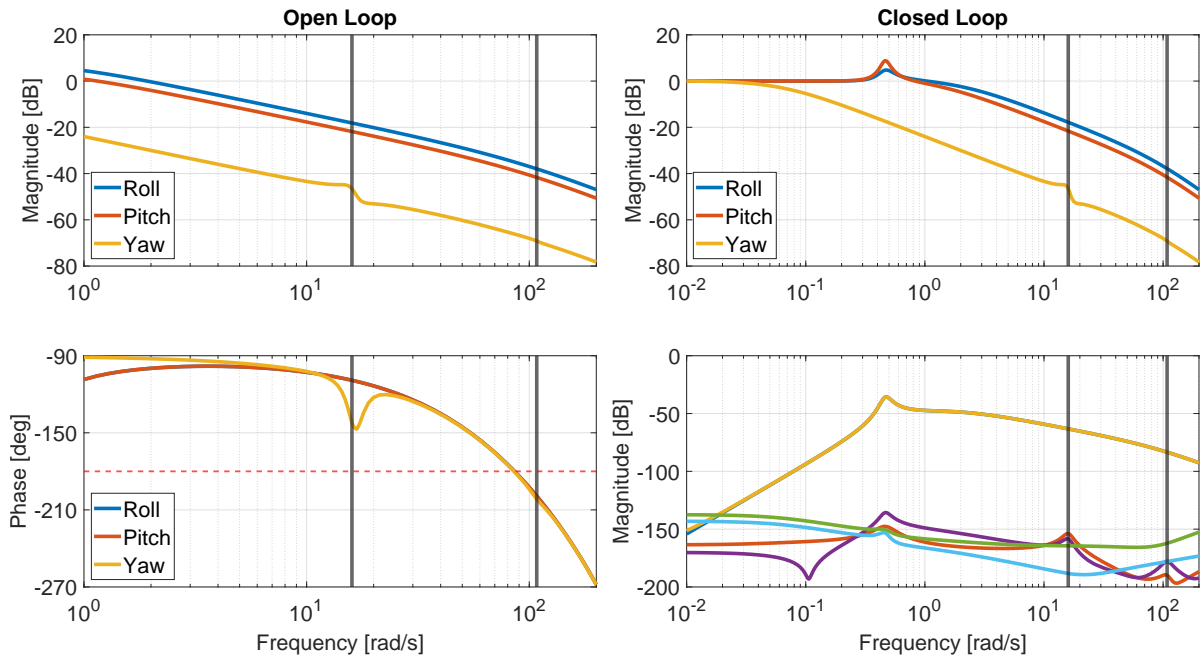 Open Loop
20
0
-20
-40
-60
-80
Magnitude [dB]
Roll
Pitch
Yaw
10^0
10^1
10^2
Closed Loop
20
0
-20
-40
-60
-80
Magnitude [dB]
Roll
Pitch
Yaw
10^-2
10^-1
10^0
10^1
10^2
-90
-150
-210
-270
Phase [deg]
Roll
Pitch
Yaw
10^0
10^1
10^2
Frequency [rad/s]
0
-50
-100
-150
-200
Magnitude [dB]
10^-2
10^-1
10^0
10^1
10^2
Frequency [rad/s]